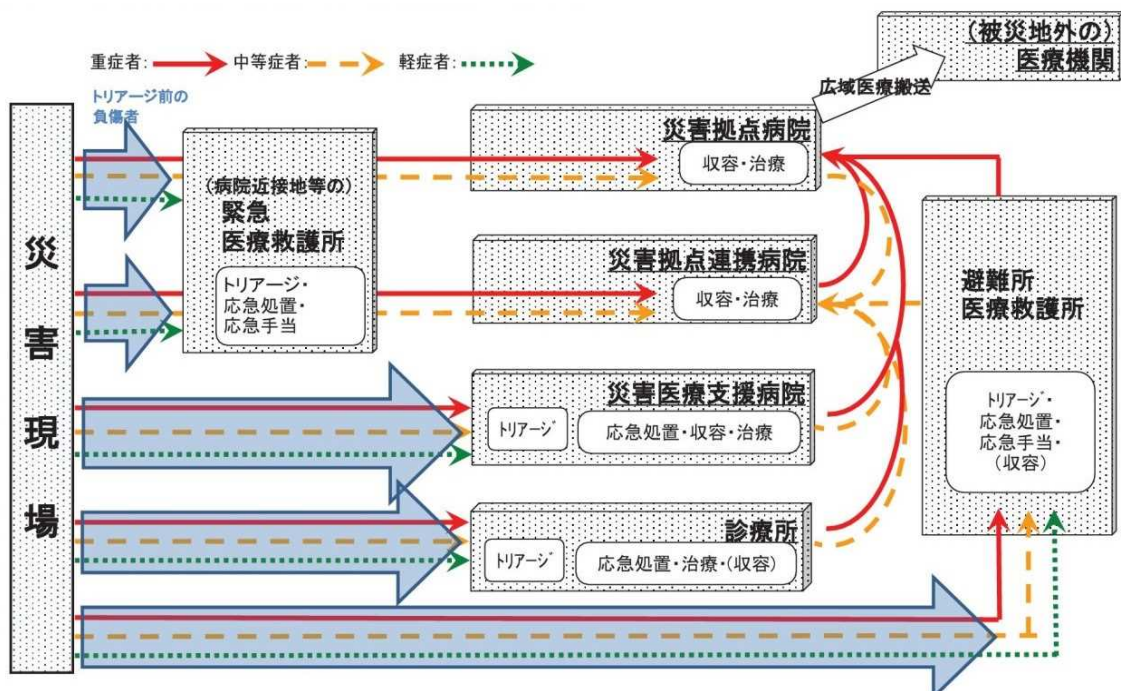 (被災地外の)
医療機関
重症者:
中等症者:
軽症者:
広域医療搬送
トリアージ前の
負傷者
災害現場
(病院近接地等の)
緊急
医療救護所
トリアージ・
応急処置・
応急手当
災害拠点病院
収容・治療
災害拠点連携病院
収容・治療
災害医療支援病院
トリアージ
応急処置・収容・治療
診療所
トリアージ
応急処置・治療・(収容)
避難所
医療救護所
トリアージ・
応急処置・
応急手当・
(収容)